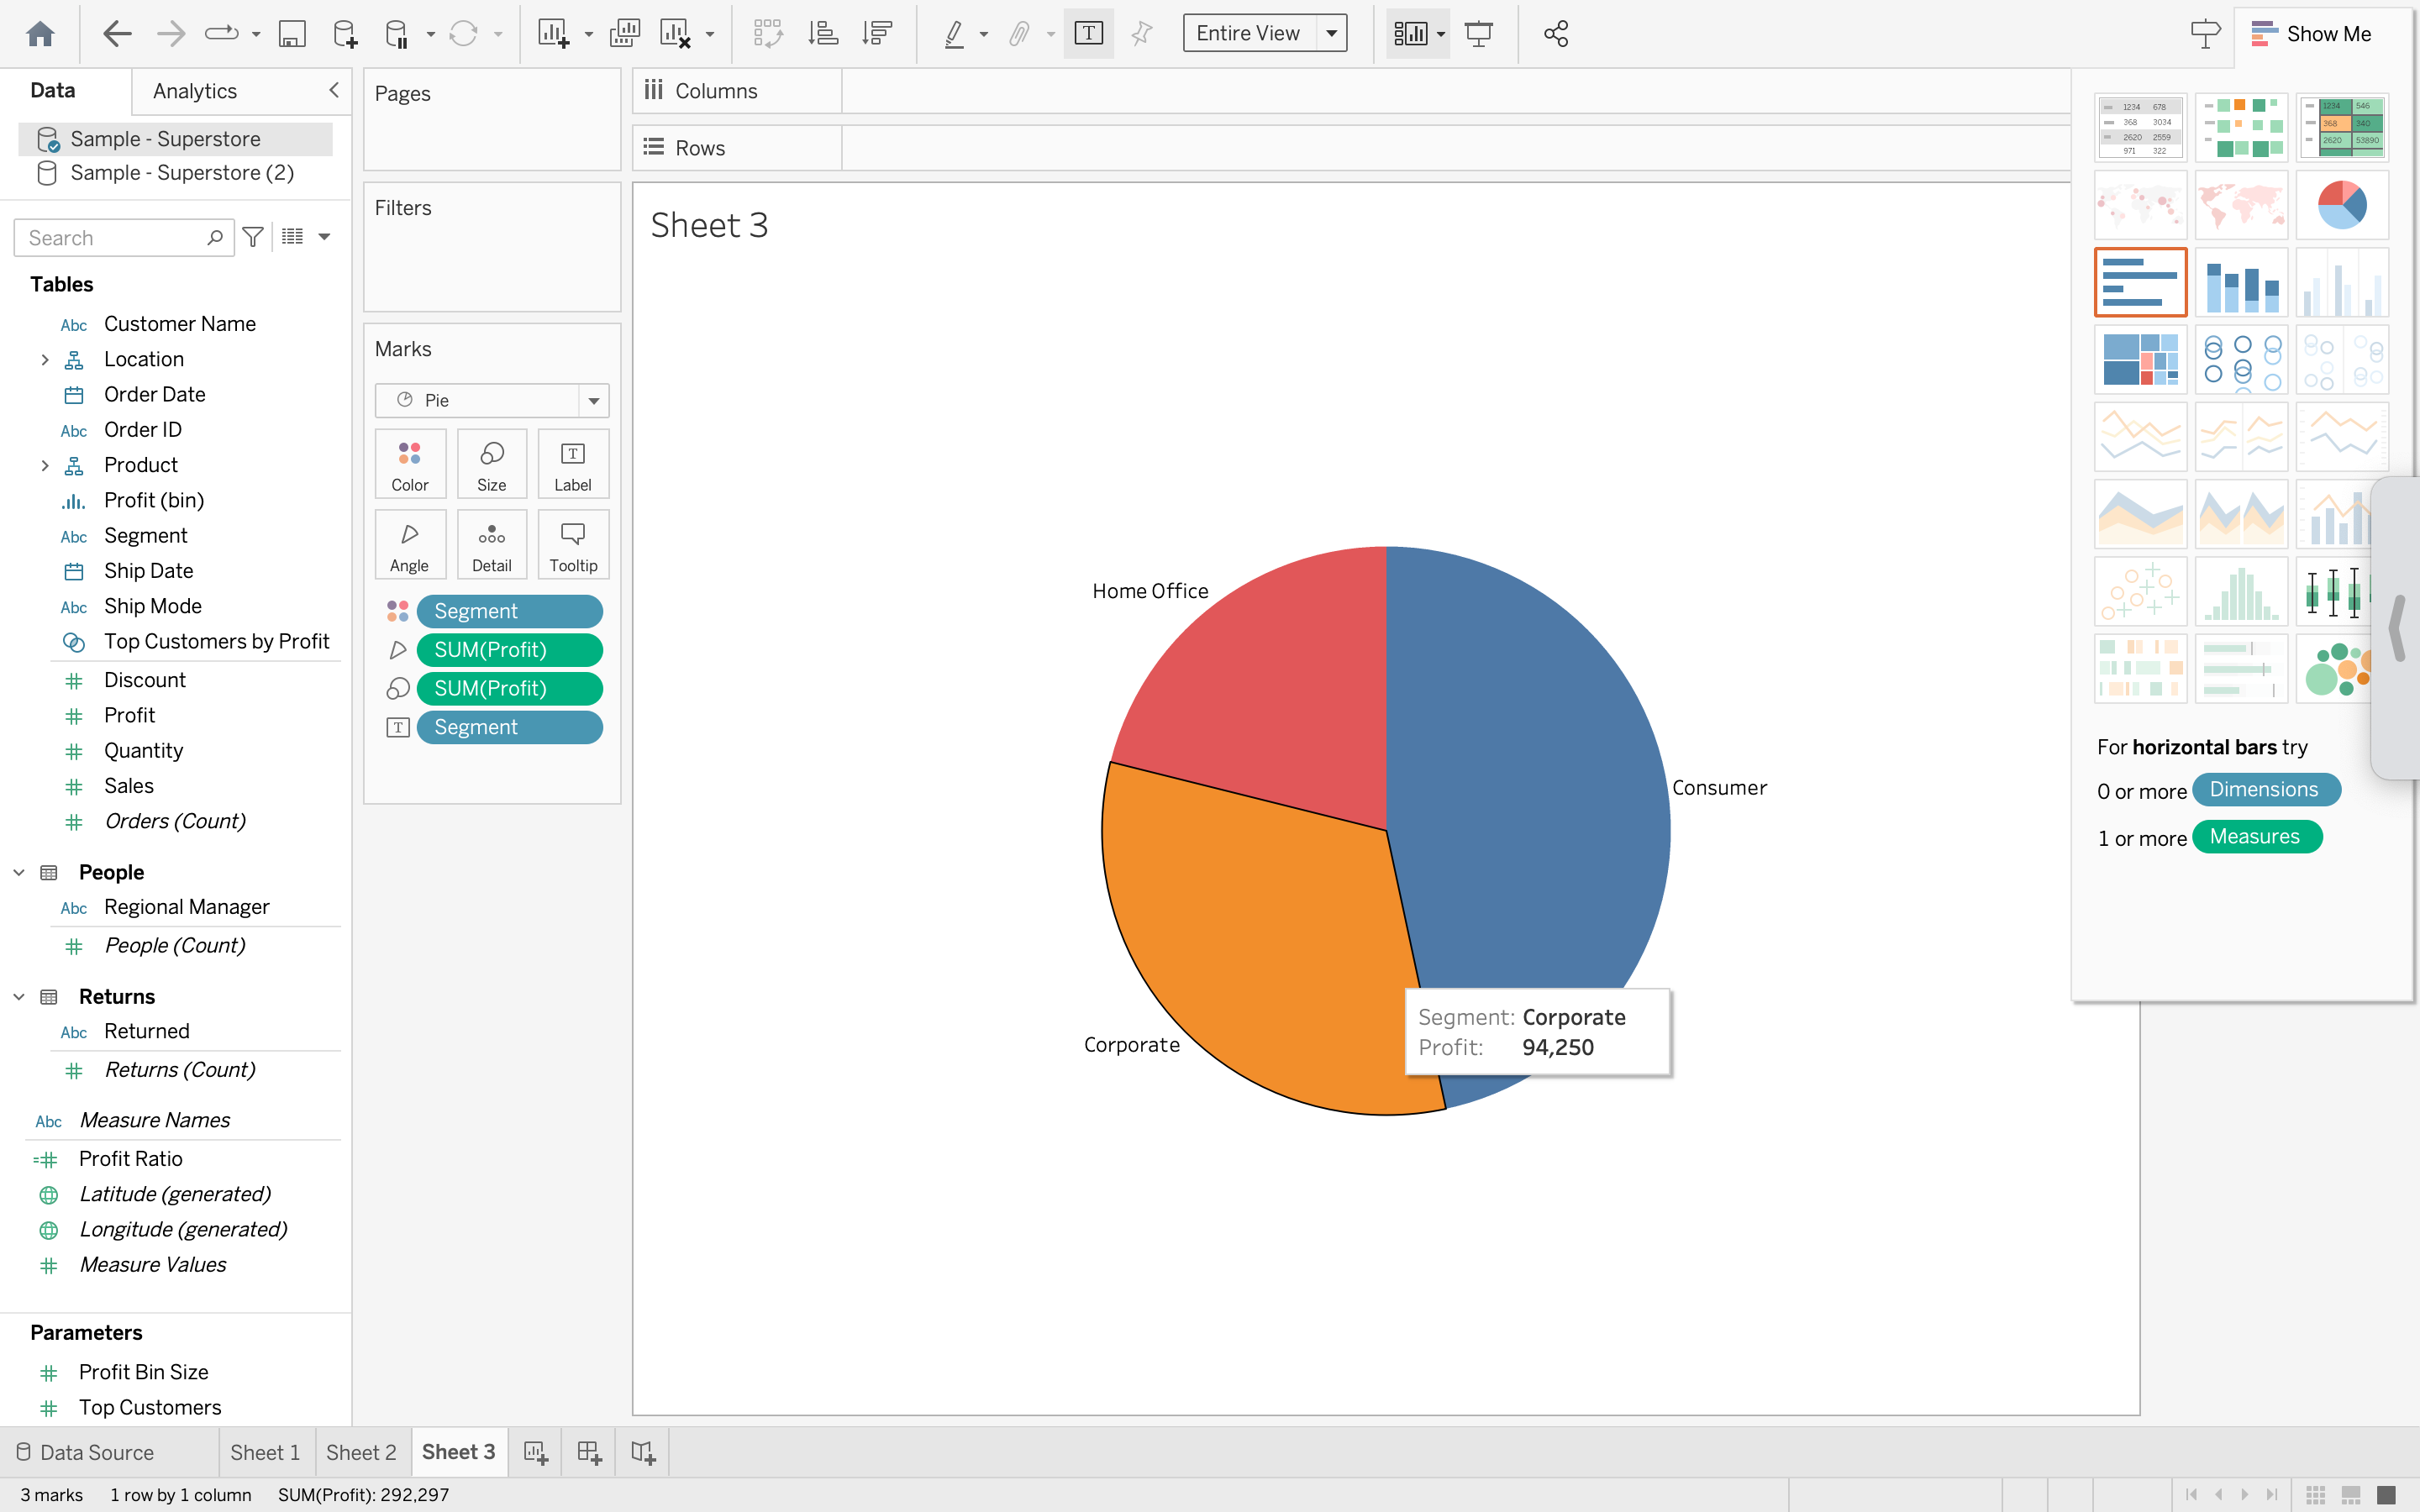 Entire View
Show Me
Data
Analytics
Sample - Superstore
Sample - Superstore (2)
Search
Tables
Abc Customer Name
Location
Order Date
Abc Order ID
Product
Profit (bin)
Abc Segment
Ship Date
Abc Ship Mode
Top Customers by Profit
Discount
Profit
Quantity
Sales
Orders (Count)
People
Abc Regional Manager
People (Count)
Returns
Abc Returned
Returns (Count)
Abc Measure Names
Profit Ratio
Latitude (generated)
Longitude (generated)
Measure Values
Parameters
Profit Bin Size
Top Customers
Pages
Filters
Marks
Pie
Color Size Label
Angle Detail Tooltip
Segment
SUM(Profit)
SUM(Profit)
Segment
Columns
Rows
Sheet 3
Home Office
Consumer
Corporate
Segment: Corporate
Profit: 94,250
1234 678
368 3034
2620 2559
971 322
1234 546
368 340
2620 53890
For horizontal bars try
0 or more Dimensions
1 or more Measures
Data Source
Sheet 1
Sheet 2
Sheet 3
3 marks 1 row by 1 column SUM(Profit): 292,297